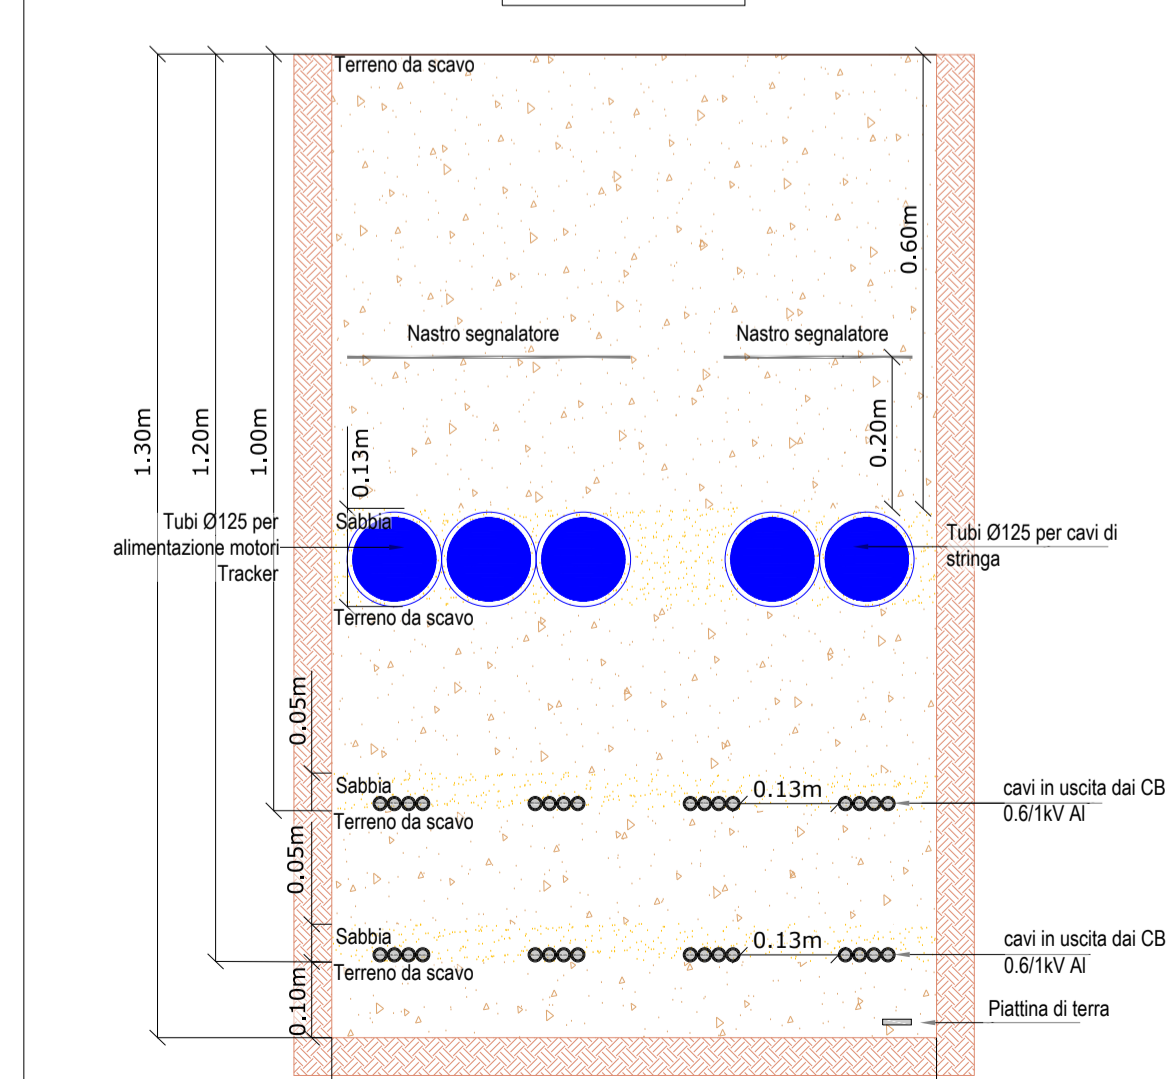 Terreno da scavo
0.60m
Nastro segnalatore
Nastro segnalatore
1.30m
1.20m
1.00m
0.13m
0.20m
Tubi Ø125 per
alimentazione motori
Tracker
Sabbia
Tubi Ø125 per cavi di
stringa
Terreno da scavo
0.05m
Sabbia
0.13m
cavi in uscita dai CB
0.6/1kV Al
Terreno da scavo
0.05m
Sabbia
0.13m
cavi in uscita dai CB
0.6/1kV Al
Terreno da scavo
0.10m
Piattina di terra